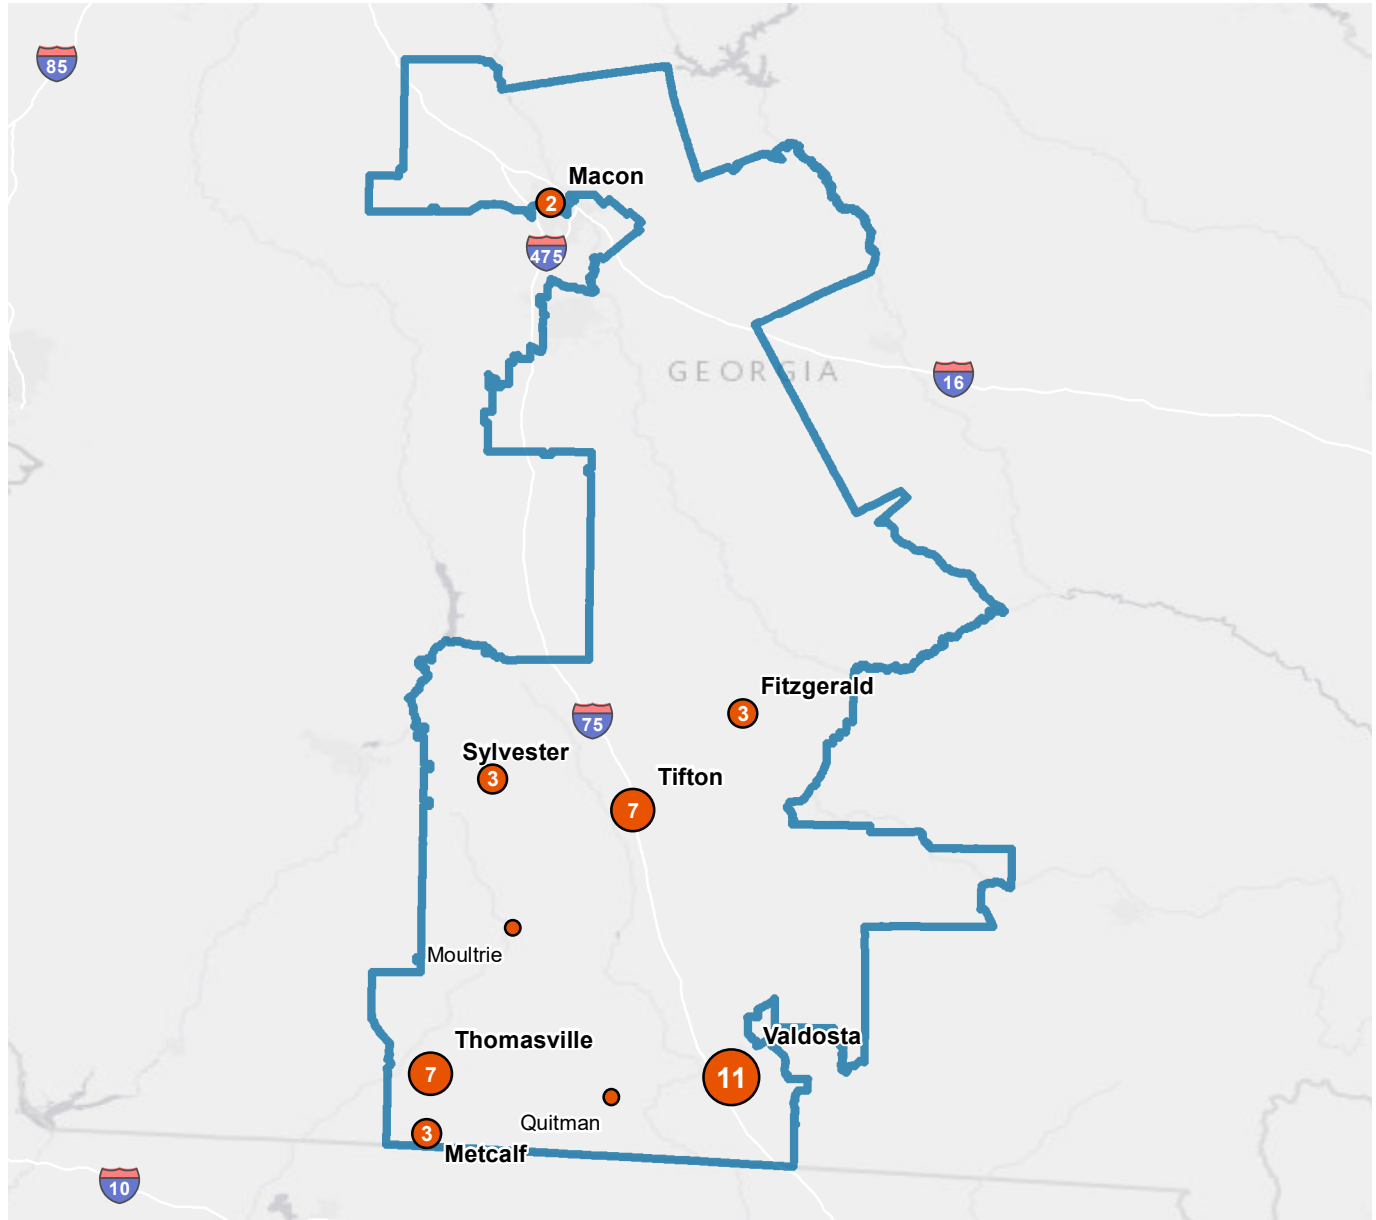 85
Macon
2
475
GEORGIA
16
Fitzgerald
3
75
Sylvester
3
Tifton
7
Moultrie
Thomasville
7
Valdosta
11
Quitman
3
Metcalf
10